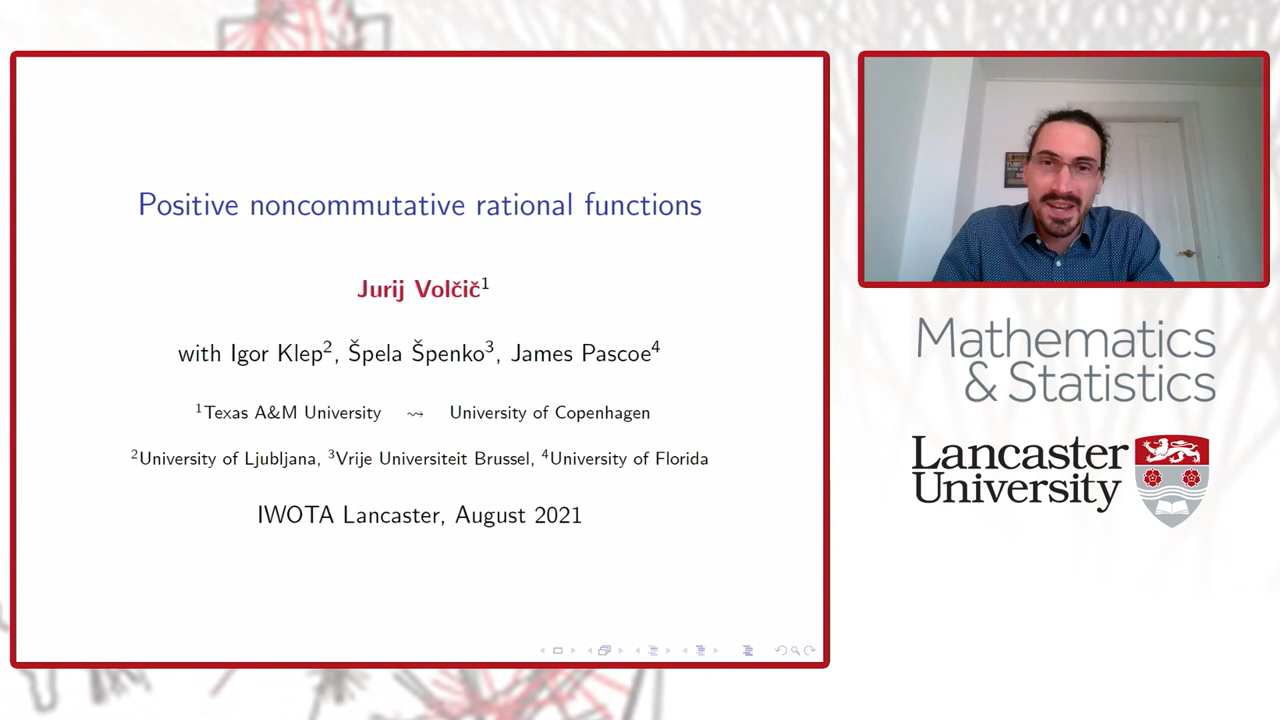 Positive noncommutative rational functions
Jurij Volčič¹
with Igor Klep², Špela Špenko³, James Pascoe⁴
¹Texas A&M University ⇝ University of Copenhagen
²University of Ljubljana, ³Vrije Universiteit Brussel, ⁴University of Florida
IWOTA Lancaster, August 2021
Mathematics
& Statistics
Lancaster
University